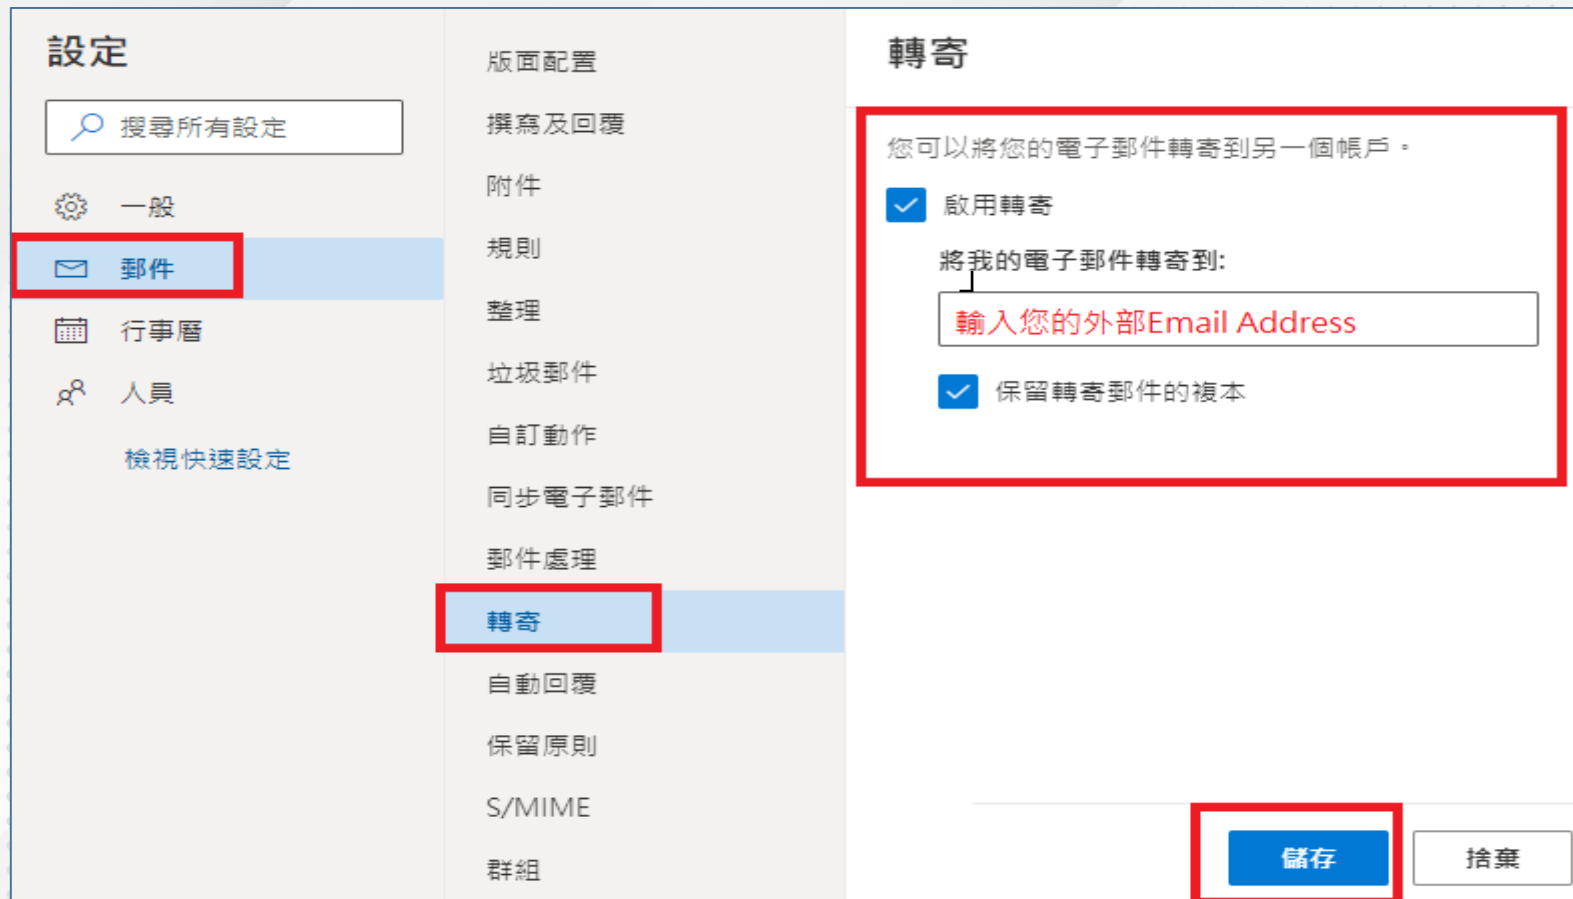 設定
搜尋所有設定
一般
郵件
行事曆
人員
檢視快速設定
版面配置
撰寫及回覆
附件
規則
整理
垃圾郵件
自訂動作
同步電子郵件
郵件處理
轉寄
自動回覆
保留原則
S/MIME
群組
轉寄
您可以將您的電子郵件轉寄到另一個帳戶。
啟用轉寄
將我的電子郵件轉寄到:
輸入您的外部Email Address
保留轉寄郵件的複本
儲存
捨棄